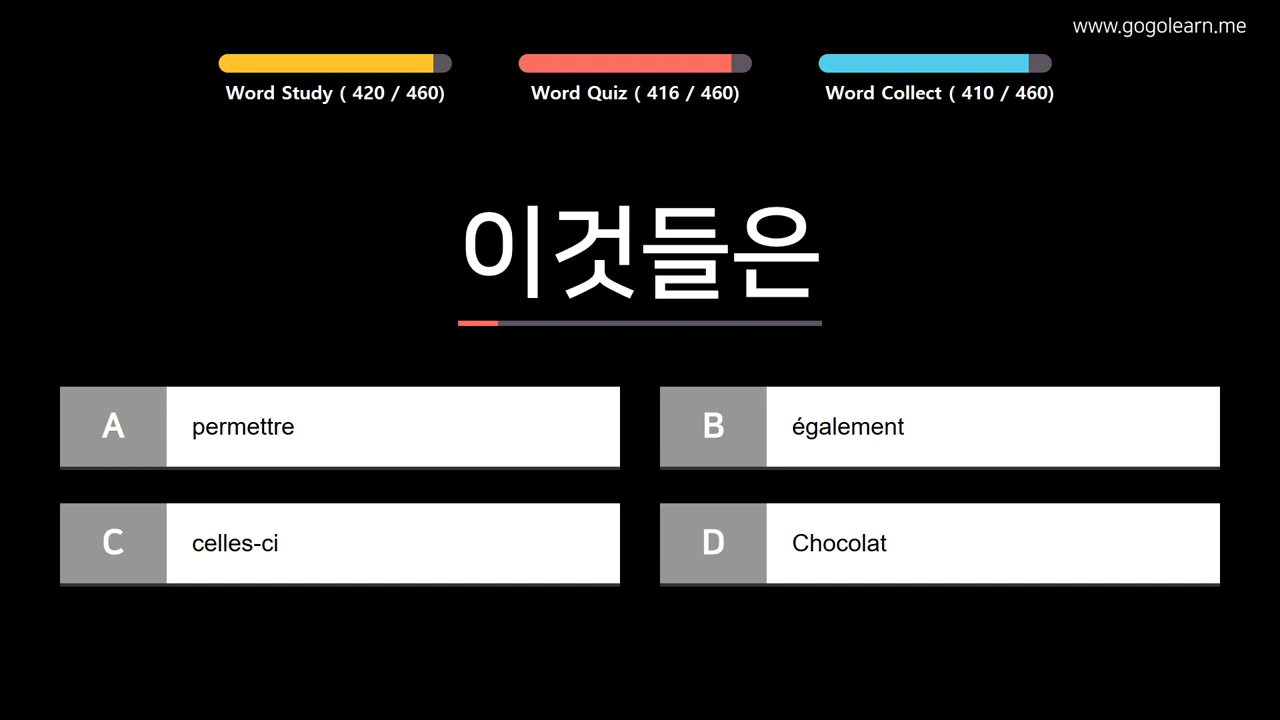 www.gogolearn.me
Word Study ( 420 / 460)
Word Quiz ( 416 / 460)
Word Collect ( 410 / 460)
이것들은
A permettre
B également
C celles-ci
D Chocolat